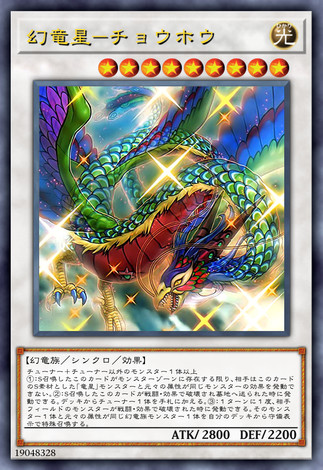 幻竜星－チョウホウ
光
【幻竜族／シンクロ／効果】
チューナー＋チューナー以外のモンスター１体以上
①：S召喚したこのカードがモンスターゾーンに存在する限り、相手はこのカード
のS素材とした「竜星」モンスターと元々の属性が同じモンスターの効果を発動で
きない。②：S召喚したこのカードが戦闘・効果で破壊され墓地へ送られた時に発
動できる。デッキからチューナー１体を手札に加える。③：１ターンに１度、相手
フィールドのモンスターが戦闘・効果で破壊された時に発動できる。そのモンス
ター１体と元々の属性が同じ幻竜族モンスター１体を自分のデッキから守備表
示で特殊召喚する。
ATK/ 2800 DEF/2200
19048328